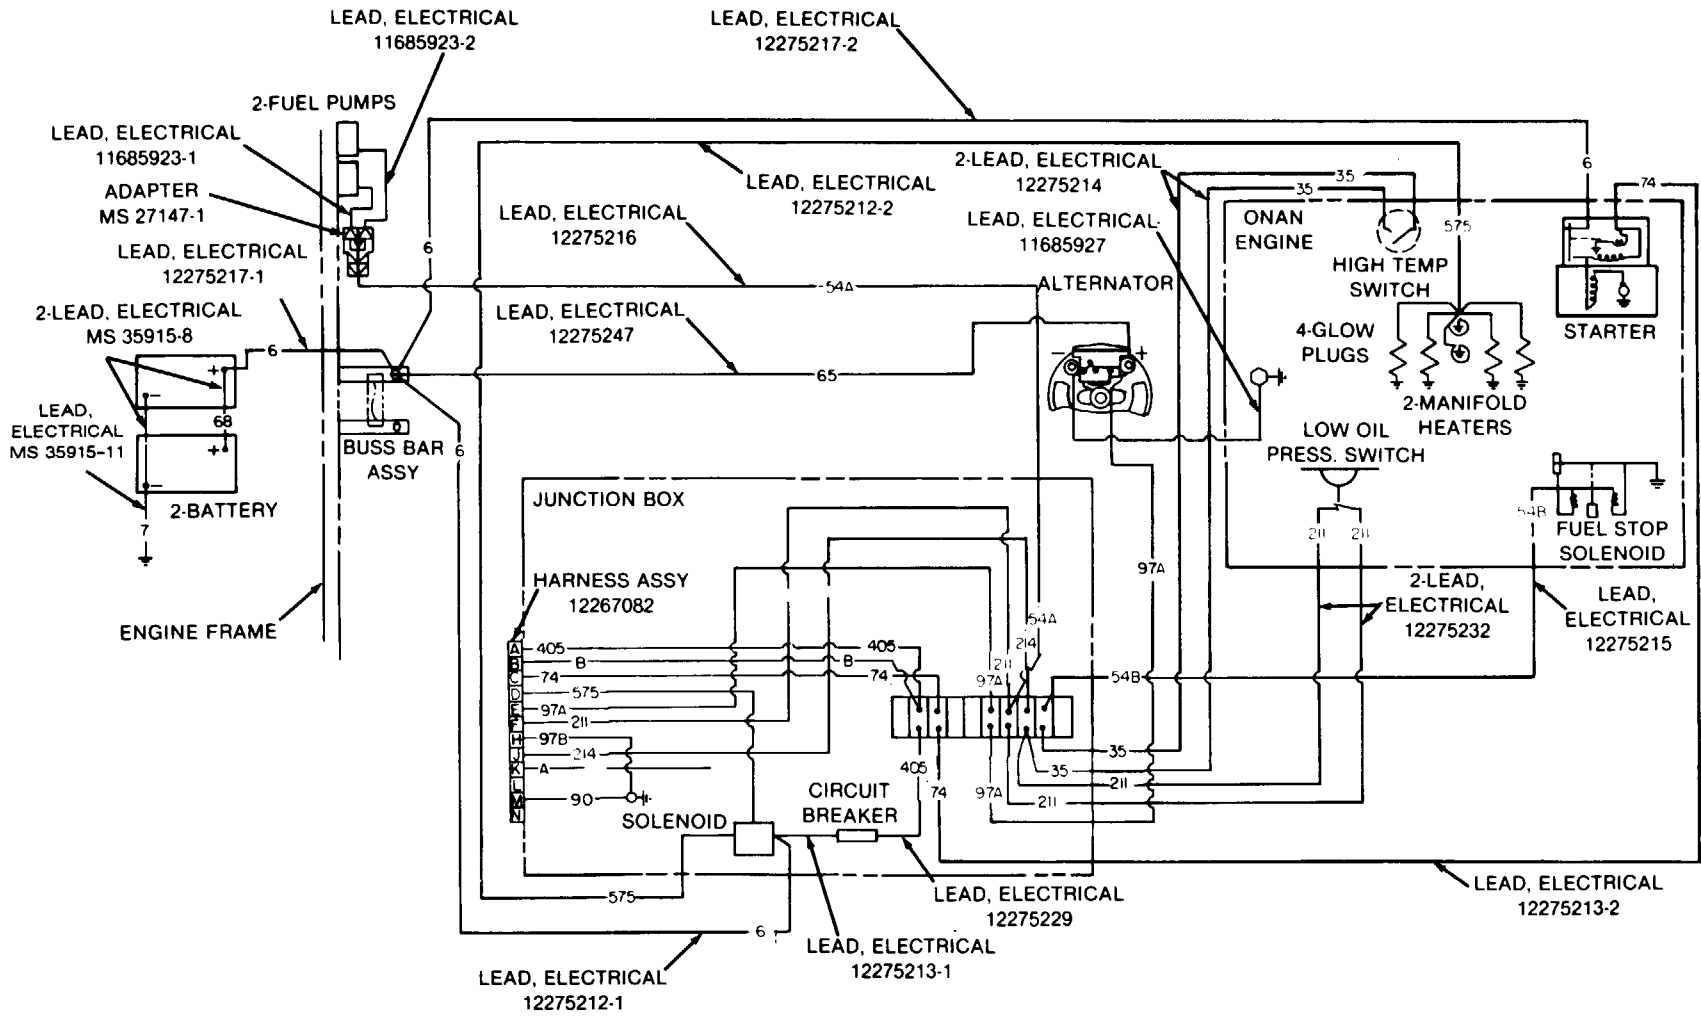 LEAD, ELECTRICAL
11685923-2
LEAD, ELECTRICAL
12275217-2
2-FUEL PUMPS
LEAD, ELECTRICAL
11685923-1
ADAPTER
MS 27147-1
LEAD, ELECTRICAL
12275217-1
2-LEAD, ELECTRICAL
MS 35915-8
LEAD,
ELECTRICAL
MS 35915-11
6
+
-
68
+
-
7
2-BATTERY
ENGINE FRAME
BUSS BAR
ASSY
6
6
LEAD, ELECTRICAL
12275212-2
LEAD, ELECTRICAL
12275216
54A
LEAD, ELECTRICAL
12275247
65
2-LEAD, ELECTRICAL
12275214
LEAD, ELECTRICAL
11685927
ALTERNATOR
-
+
35
35
ONAN
ENGINE
HIGH TEMP
SWITCH
575
6
74
STARTER
4-GLOW
PLUGS
2-MANIFOLD
HEATERS
LOW OIL
PRESS. SWITCH
211
211
54B
FUEL STOP
SOLENOID
2-LEAD,
ELECTRICAL
12275232
LEAD,
ELECTRICAL
12275215
97A
JUNCTION BOX
HARNESS ASSY
12267082
A 405 405
B B B
C 74 74
D 575
E 97A
F 211
H 97B
J 214
K A
L
M 90
N
54A
214
211
97A
54B
35
35
211
211
405
74
97A
SOLENOID
CIRCUIT
BREAKER
575
6
LEAD, ELECTRICAL
12275229
LEAD, ELECTRICAL
12275213-1
LEAD, ELECTRICAL
12275212-1
LEAD, ELECTRICAL
12275213-2